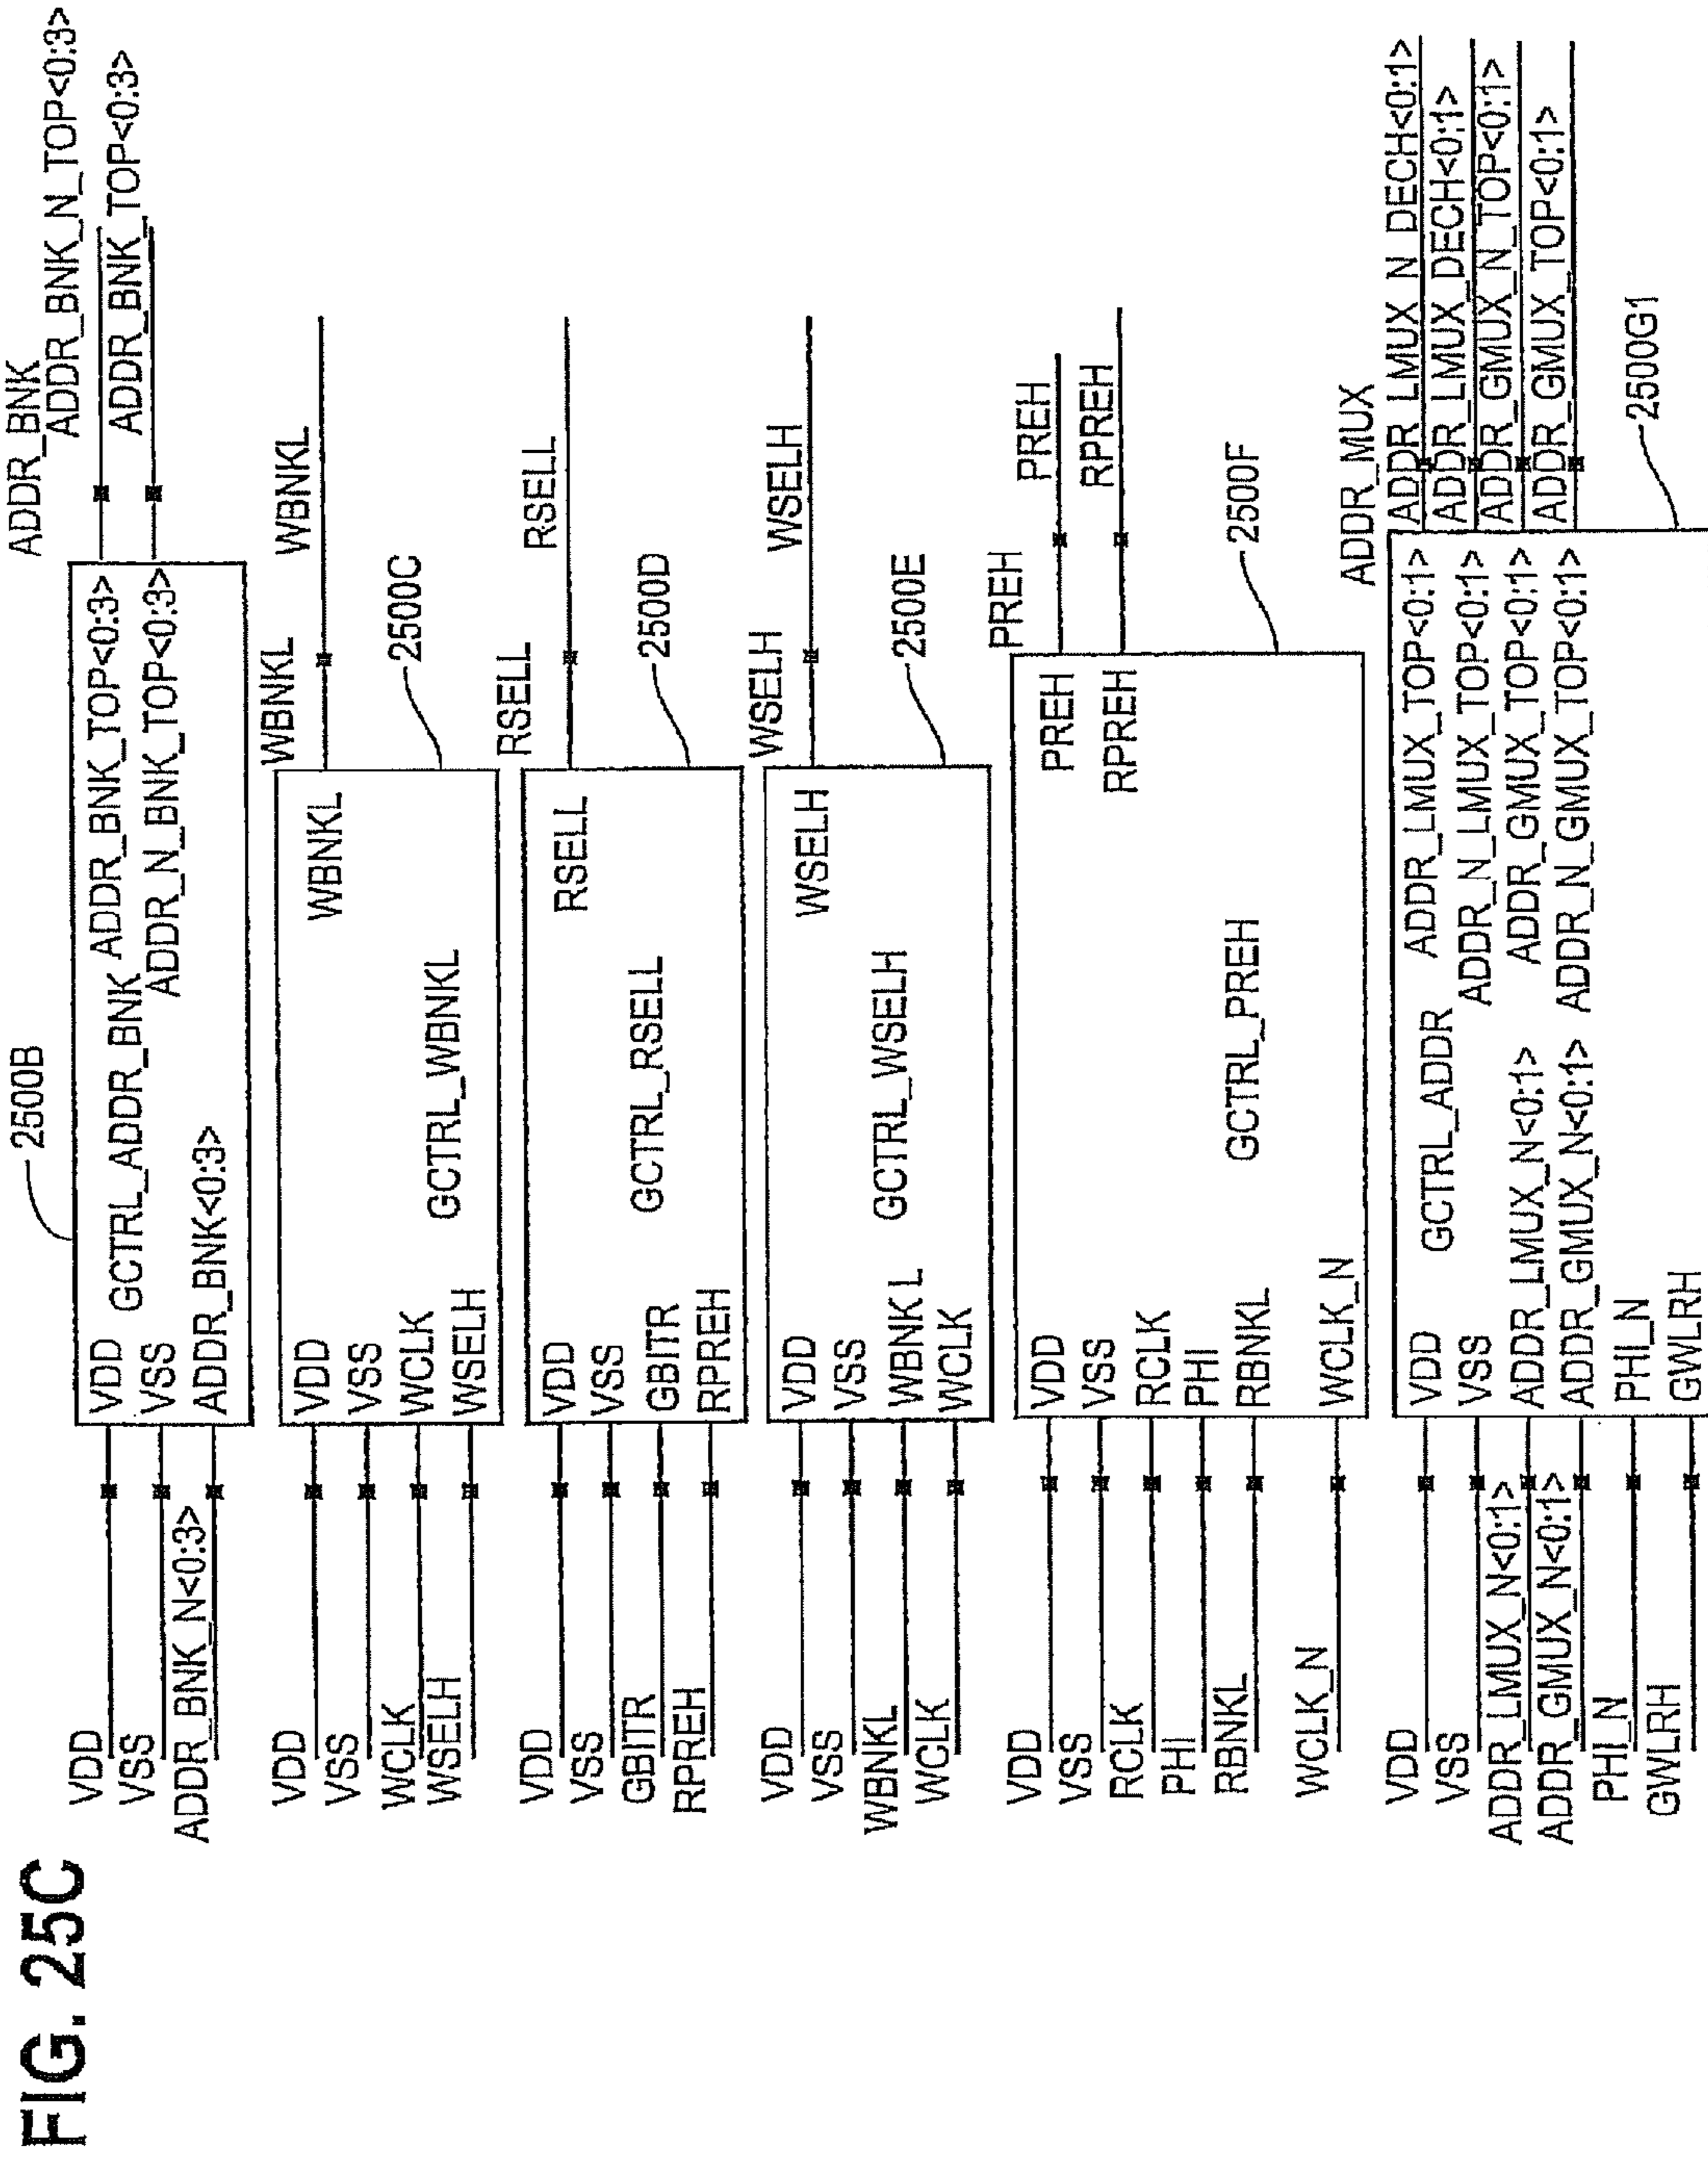 FIG. 25C
2500B
ADDR_BNK
VDD
VSS
ADDR_BNK_N<0:3>
VDD
VSS
ADDR_BNK<0:3>
GCTRL_ADDR_BNK
ADDR_BNK_TOP<0:3>
ADDR_N_BNK_TOP<0:3>
ADDR_BNK_N_TOP<0:3>
ADDR_BNK_TOP<0:3>
VDD
VSS
WCLK
WSELH
VDD
VSS
WCLK
WSELH
GCTRL_WBNKL
WBNKL
WBNKL
WBNKL
2500C
VDD
VSS
GBITR
RPREH
VDD
VSS
GBITR
RPREH
GCTRL_RSELL
RSELL
RSELL
RSELL
2500D
VDD
VSS
WBNKL
WCLK
VDD
VSS
WBNKL
WCLK
GCTRL_WSELH
WSELH
WSELH
WSELH
2500E
VDD
VSS
RCLK
PHI
RBNKL
WCLK_N
VDD
VSS
RCLK
PHI
RBNKL
WCLK_N
GCTRL_PREH
PREH
RPREH
PREH
PREH
RPREH
2500F
VDD
VSS
ADDR_LMUX_N<0:1>
ADDR_GMUX_N<0:1>
PHI_N
GWLRH
VDD
VSS
ADDR_LMUX_N<0:1>
ADDR_GMUX_N<0:1>
PHI_N
GWLRH
GCTRL_ADDR
ADDR_LMUX_TOP<0:1>
ADDR_N_LMUX_TOP<0:1>
ADDR_GMUX_TOP<0:1>
ADDR_N_GMUX_TOP<0:1>
ADDR_MUX
ADDR_LMUX_N_DECH<0:1>
ADDR_LMUX_DECH<0:1>
ADDR_GMUX_N_TOP<0:1>
ADDR_GMUX_TOP<0:1>
2500G1